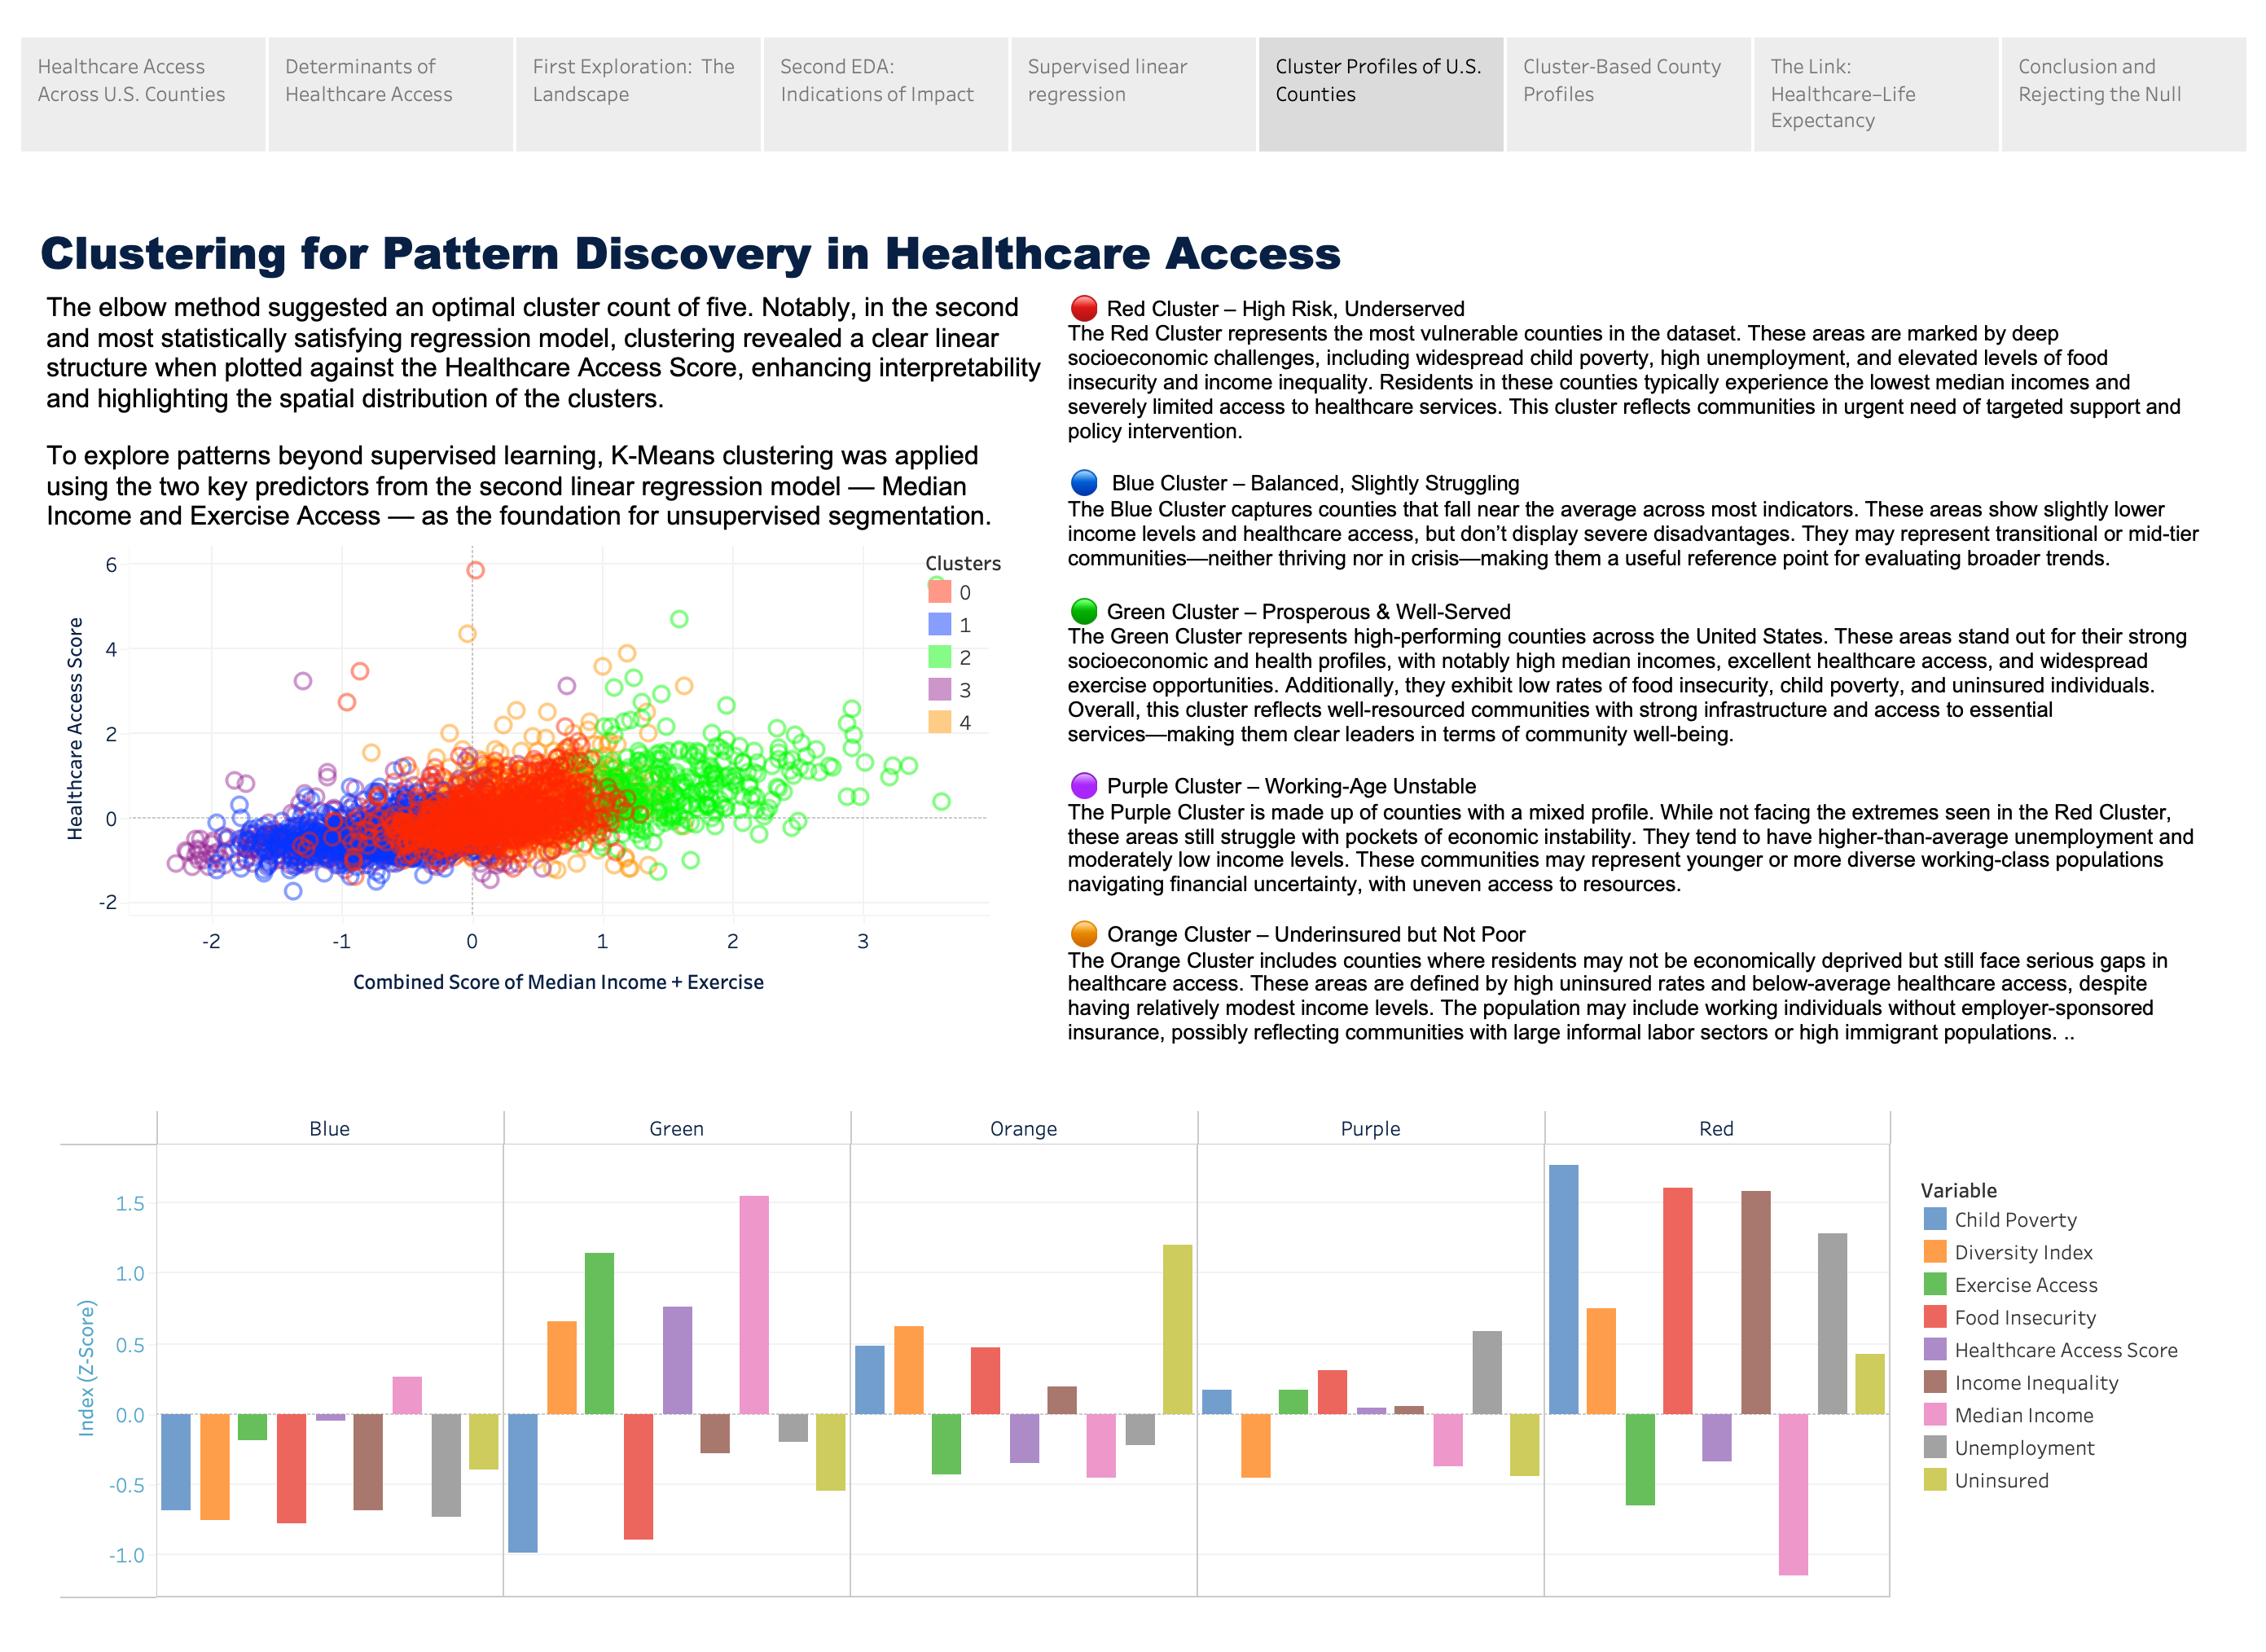 Healthcare Access
Across U.S. Counties
Determinants of
Healthcare Access
First Exploration: The
Landscape
Second EDA:
Indications of Impact
Supervised linear
regression
Cluster Profiles of U.S.
Counties
Cluster-Based County
Profiles
The Link:
Healthcare–Life
Expectancy
Conclusion and
Rejecting the Null
Clustering for Pattern Discovery in Healthcare Access
The elbow method suggested an optimal cluster count of five. Notably, in the second
and most statistically satisfying regression model, clustering revealed a clear linear
structure when plotted against the Healthcare Access Score, enhancing interpretability
and highlighting the spatial distribution of the clusters.
To explore patterns beyond supervised learning, K-Means clustering was applied
using the two key predictors from the second linear regression model — Median
Income and Exercise Access — as the foundation for unsupervised segmentation.
Healthcare Access Score
6
4
2
0
-2
-2
-1
0
1
2
3
Combined Score of Median Income + Exercise
Clusters
0
1
2
3
4
Red Cluster – High Risk, Underserved
The Red Cluster represents the most vulnerable counties in the dataset. These areas are marked by deep
socioeconomic challenges, including widespread child poverty, high unemployment, and elevated levels of food
insecurity and income inequality. Residents in these counties typically experience the lowest median incomes and
severely limited access to healthcare services. This cluster reflects communities in urgent need of targeted support and
policy intervention.
Blue Cluster – Balanced, Slightly Struggling
The Blue Cluster captures counties that fall near the average across most indicators. These areas show slightly lower
income levels and healthcare access, but don’t display severe disadvantages. They may represent transitional or mid-tier
communities—neither thriving nor in crisis—making them a useful reference point for evaluating broader trends.
Green Cluster – Prosperous & Well-Served
The Green Cluster represents high-performing counties across the United States. These areas stand out for their strong
socioeconomic and health profiles, with notably high median incomes, excellent healthcare access, and widespread
exercise opportunities. Additionally, they exhibit low rates of food insecurity, child poverty, and uninsured individuals.
Overall, this cluster reflects well-resourced communities with strong infrastructure and access to essential
services—making them clear leaders in terms of community well-being.
Purple Cluster – Working-Age Unstable
The Purple Cluster is made up of counties with a mixed profile. While not facing the extremes seen in the Red Cluster,
these areas still struggle with pockets of economic instability. They tend to have higher-than-average unemployment and
moderately low income levels. These communities may represent younger or more diverse working-class populations
navigating financial uncertainty, with uneven access to resources.
Orange Cluster – Underinsured but Not Poor
The Orange Cluster includes counties where residents may not be economically deprived but still face serious gaps in
healthcare access. These areas are defined by high uninsured rates and below-average healthcare access, despite
having relatively modest income levels. The population may include working individuals without employer-sponsored
insurance, possibly reflecting communities with large informal labor sectors or high immigrant populations. ..
Blue
Green
Orange
Purple
Red
Index (Z-Score)
1.5
1.0
0.5
0.0
-0.5
-1.0
Variable
Child Poverty
Diversity Index
Exercise Access
Food Insecurity
Healthcare Access Score
Income Inequality
Median Income
Unemployment
Uninsured